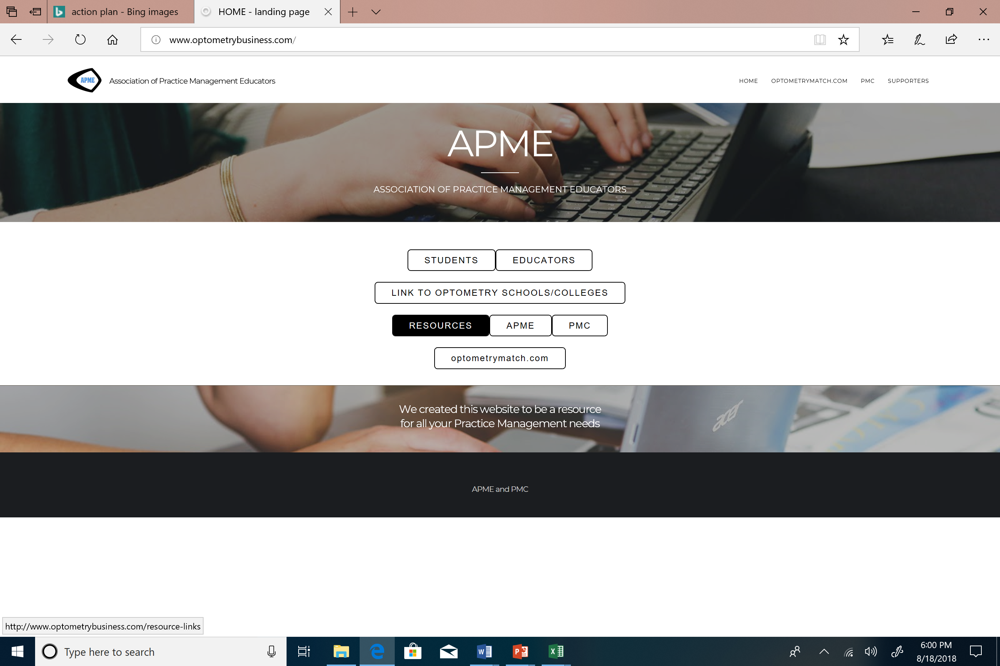 action plan - Bing images
HOME - landing page
www.optometrybusiness.com/
APME
Association of Practice Management Educators
HOME OPTOMETRYMATCH.COM PMC SUPPORTERS
APME
ASSOCIATION OF PRACTICE MANAGEMENT EDUCATORS
STUDENTS EDUCATORS
LINK TO OPTOMETRY SCHOOLS/COLLEGES
RESOURCES APME PMC
optometrymatch.com
We created this website to be a resource
for all your Practice Management needs
acer
APME and PMC
http://www.optometrybusiness.com/resource-links
Type here to search
6:00 PM
8/18/2018